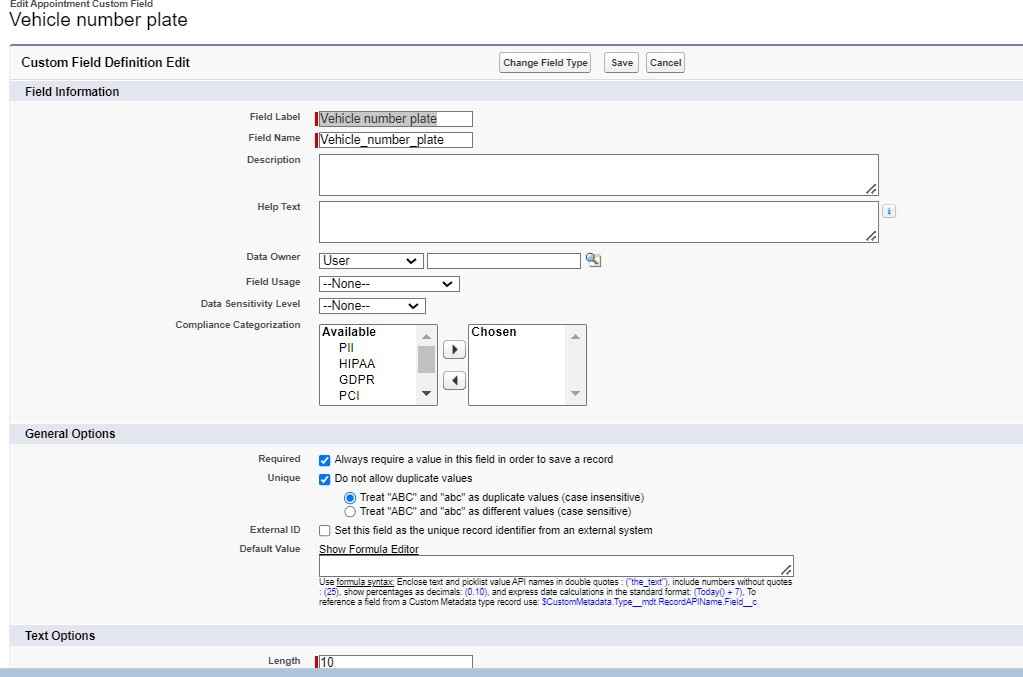 Edit Appointment Custom Field
Vehicle number plate
Custom Field Definition Edit
Change Field Type
Save
Cancel
Field Information
Field Label
Vehicle number plate
Field Name
Vehicle_number_plate
Description
Help Text
i
Data Owner
User
Field Usage
--None--
Data Sensitivity Level
--None--
Compliance Categorization
Available
PII
HIPAA
GDPR
PCI
Chosen
General Options
Required
Always require a value in this field in order to save a record
Unique
Do not allow duplicate values
Treat "ABC" and "abc" as duplicate values (case insensitive)
Treat "ABC" and "abc" as different values (case sensitive)
External ID
Set this field as the unique record identifier from an external system
Default Value
Show Formula Editor
Use formula syntax: Enclose text and picklist value API names in double quotes : ("the_text"), include numbers without quotes
: (25), show percentages as decimals: (0.10), and express date calculations in the standard format: (Today() + 7), To
reference a field from a Custom Metadata type record use: $CustomMetadata.Type__mdt.RecordAPIName.Field__c
Text Options
Length
10